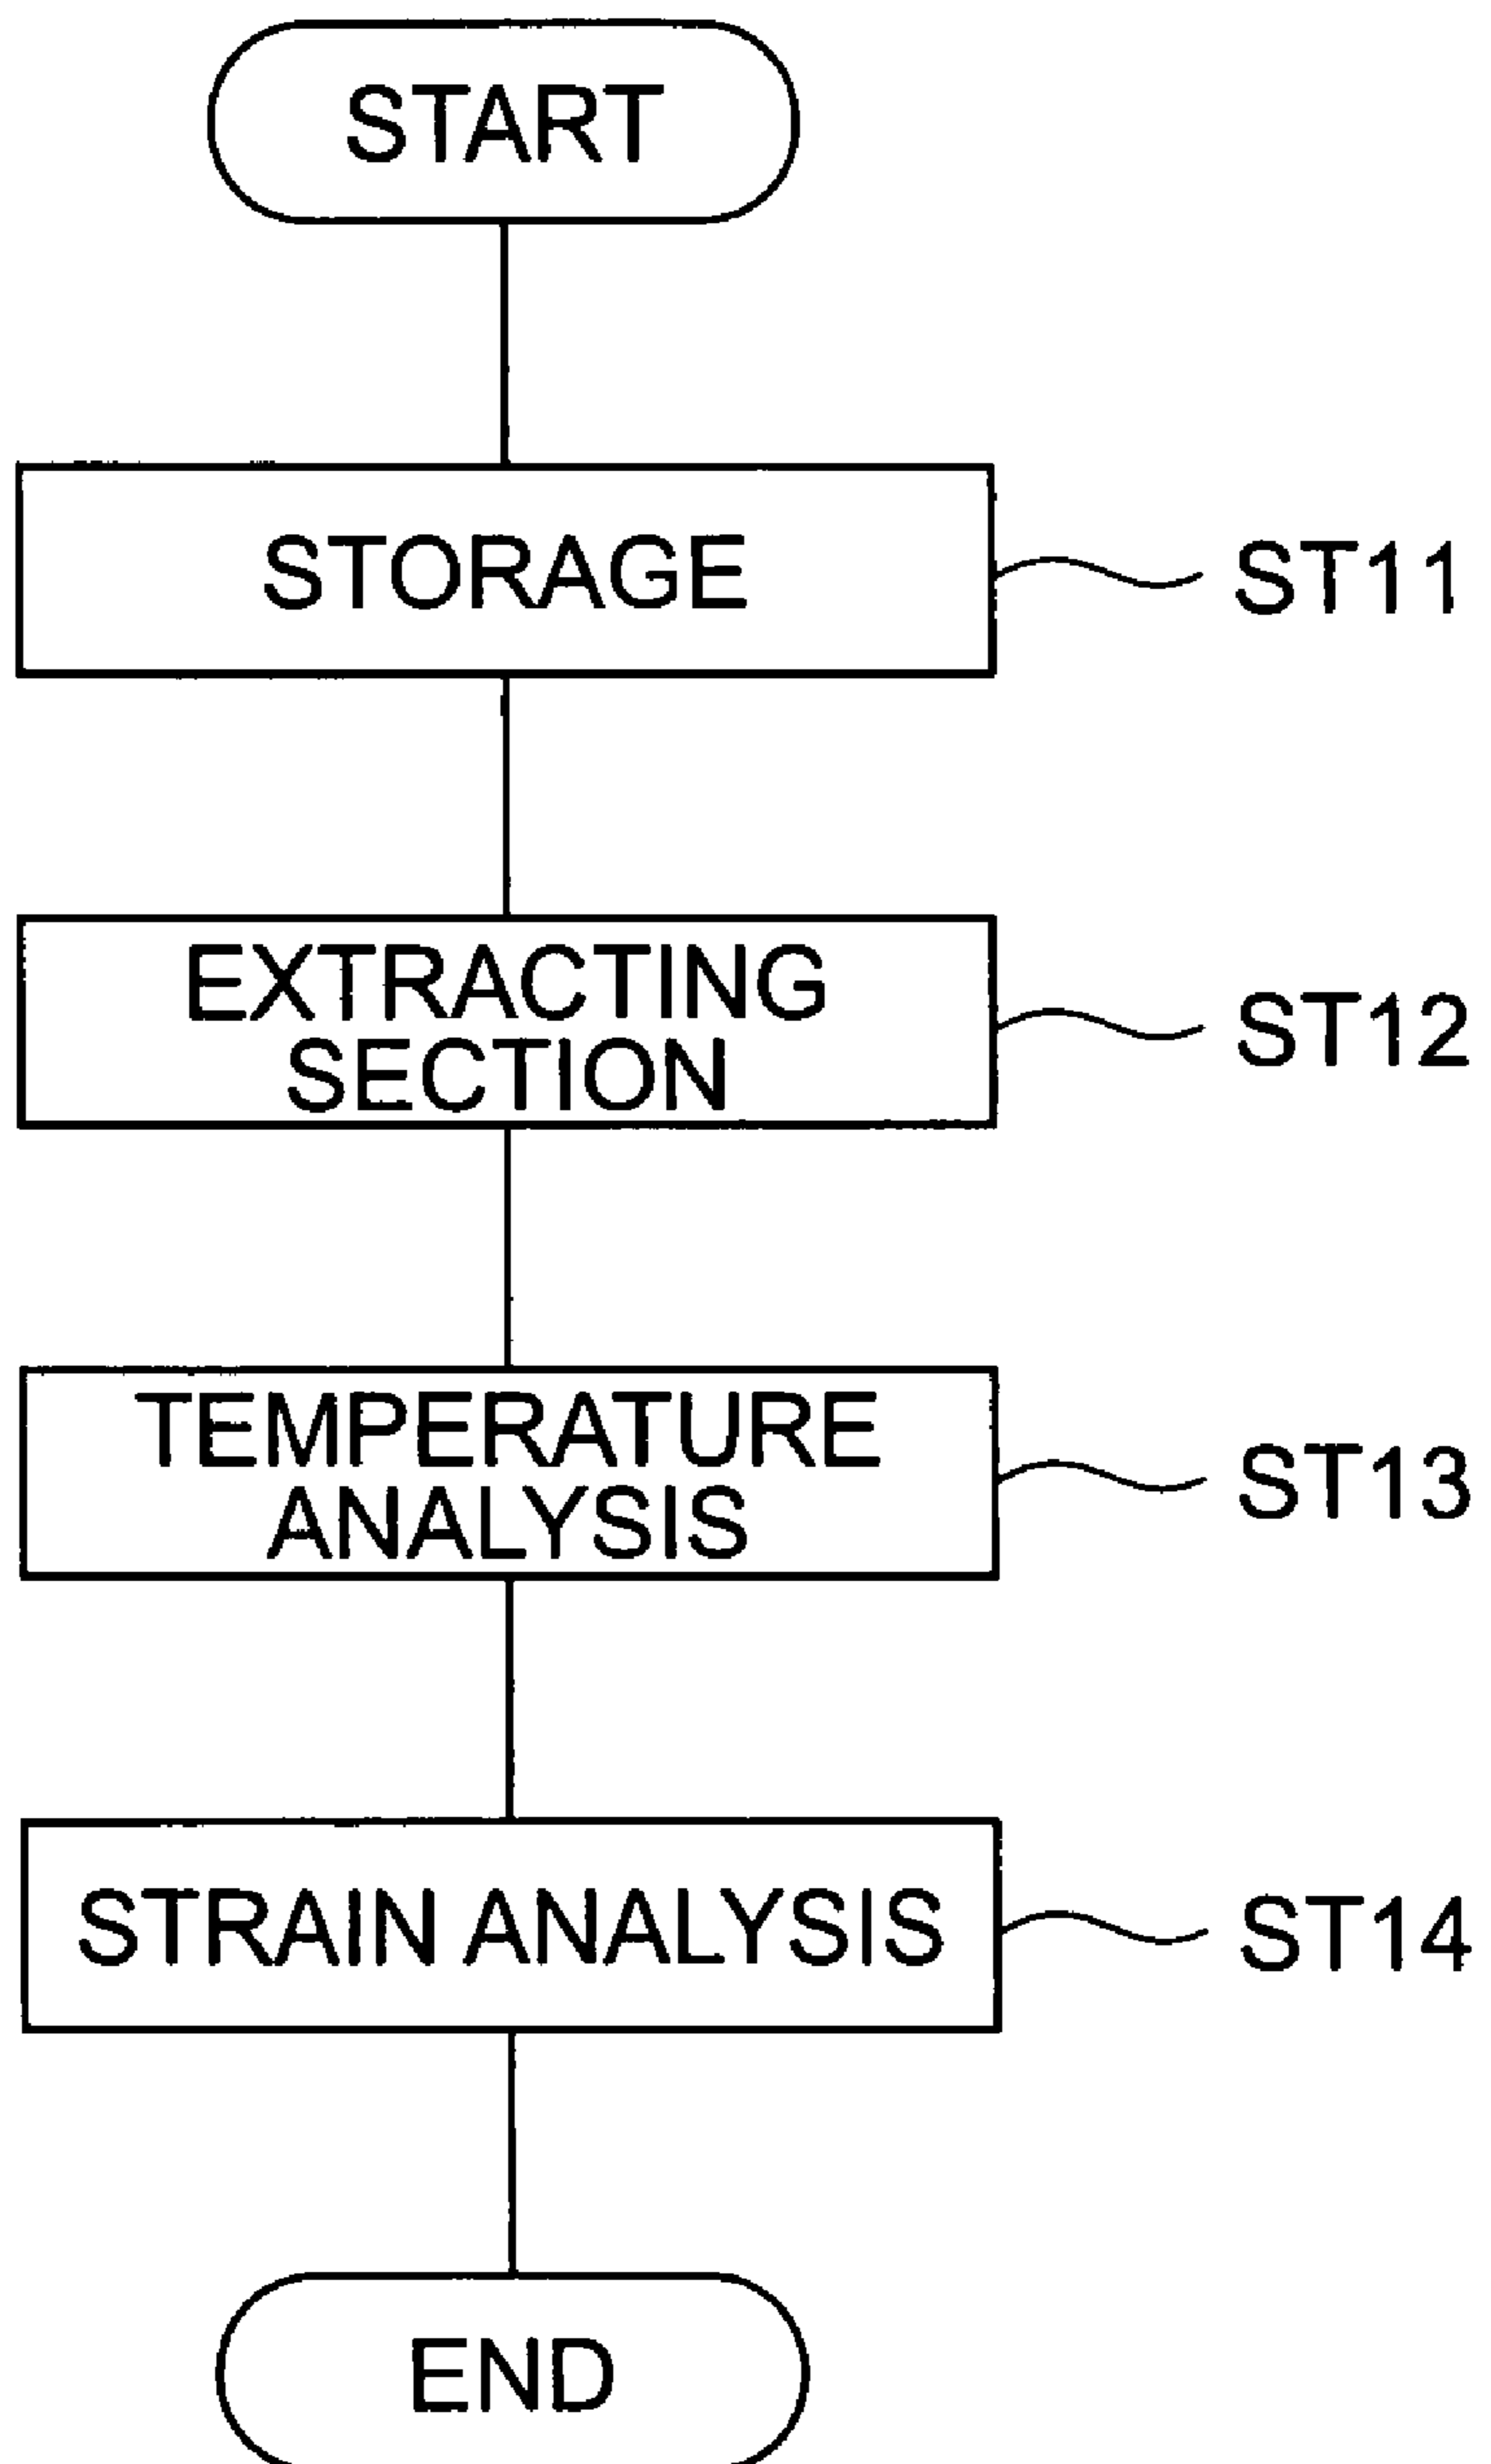 START
STORAGE
ST11
EXTRACTING
SECTION
ST12
TEMPERATURE
ANALYSIS
ST13
STRAIN ANALYSIS
ST14
END